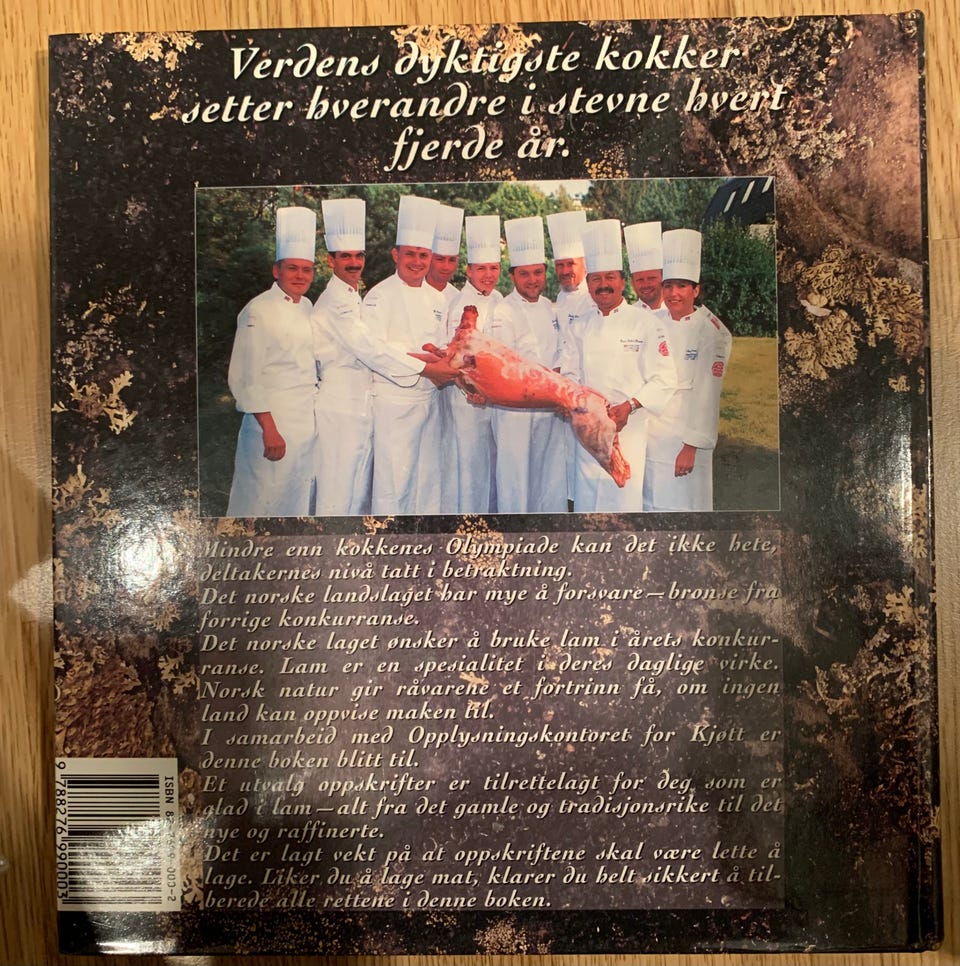 Verdens dyktigste kokker
setter hverandre i stevne hvert
fjerde år.
Mindre enn kokkenes Olympiade kan det ikke hete,
deltakernes nivå tatt i betraktning.
Det norske landslaget har mye å forsvare – bronse fra
forrige konkurranse.
Det norske laget ønsker å bruke lam i årets konkur-
ranse. Lam er en spesialitet i deres daglige virke.
Norsk natur gir råvarene et fortrinn få, om ingen
land kan oppvise maken til.
I samarbeid med Opplysningskontoret for Kjøtt er
denne boken blitt til.
Et utvalg oppskrifter er tilrettelagt for deg som er
glad i lam – alt fra det gamle og tradisjonsrike til det
nye og raffinerte.
Det er lagt vekt på at oppskriftene skal være lette å
lage. Liker du å lage mat, klarer du helt sikkert å til-
berede alle rettene i denne boken.
ISBN
9 788276 990003